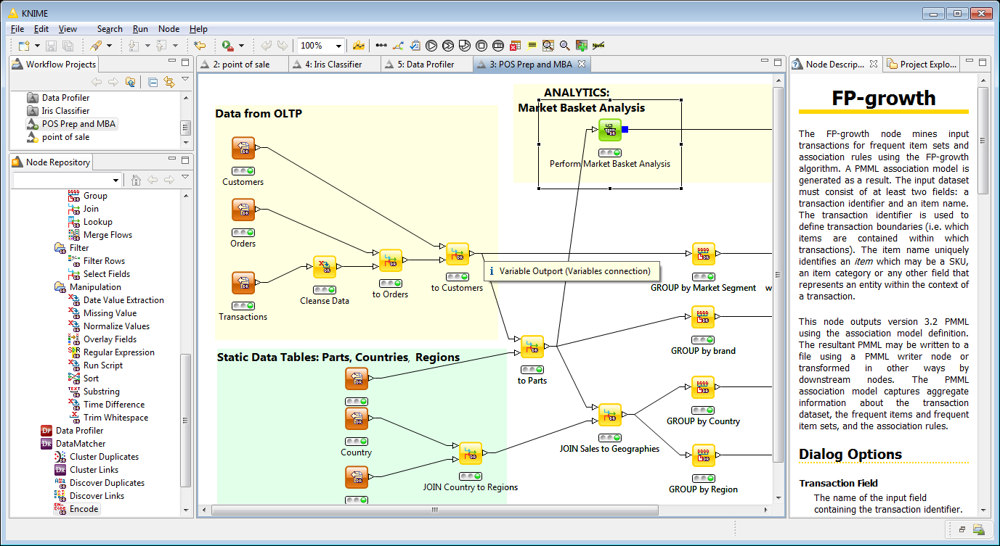 KNIME
File Edit View Search Run Node Help
100%
Workflow Projects
Data Profiler
Iris Classifier
POS Prep and MBA
point of sale
Node Repository
Group
Join
Lookup
Merge Flows
Filter
Filter Rows
Select Fields
Manipulation
Date Value Extraction
Missing Value
Normalize Values
Overlay Fields
Regular Expression
Run Script
Sort
Substring
Time Difference
Trim Whitespace
Data Profiler
DataMatcher
Cluster Duplicates
Cluster Links
Discover Duplicates
Discover Links
Encode
2: point of sale
4: Iris Classifier
5: Data Profiler
3: POS Prep and MBA
ANALYTICS:
Market Basket Analysis
Perform Market Basket Analysis
Data from OLTP
Customers
Orders
Transactions
Cleanse Data
to Orders
to Customers
Variable Outport (Variables connection)
GROUP by Market Segment
w
GROUP by brand
to Parts
Static Data Tables: Parts, Countries, Regions
Country
JOIN Country to Regions
JOIN Sales to Geographies
GROUP by Country
GROUP by Region
Node Descrip...
Project Explo...
FP-growth
The FP-growth node mines input
transactions for frequent item sets and
association rules using the FP-growth
algorithm. A PMML association model is
generated as a result. The input dataset
must consist of at least two fields: a
transaction identifier and an item name.
The transaction identifier is used to
define transaction boundaries (i.e. which
items are contained within which
transactions). The item name uniquely
identifies an item which may be a SKU,
an item category or any other field that
represents an entity within the context of
a transaction.
This node outputs version 3.2 PMML
using the association model definition.
The resultant PMML may be written to a
file using a PMML writer node or
transformed in other ways by
downstream nodes. The PMML
association model captures aggregate
information about the transaction
dataset, the frequent items and frequent
item sets, and the association rules.
Dialog Options
Transaction Field
The name of the input field
containing the transaction identifier.